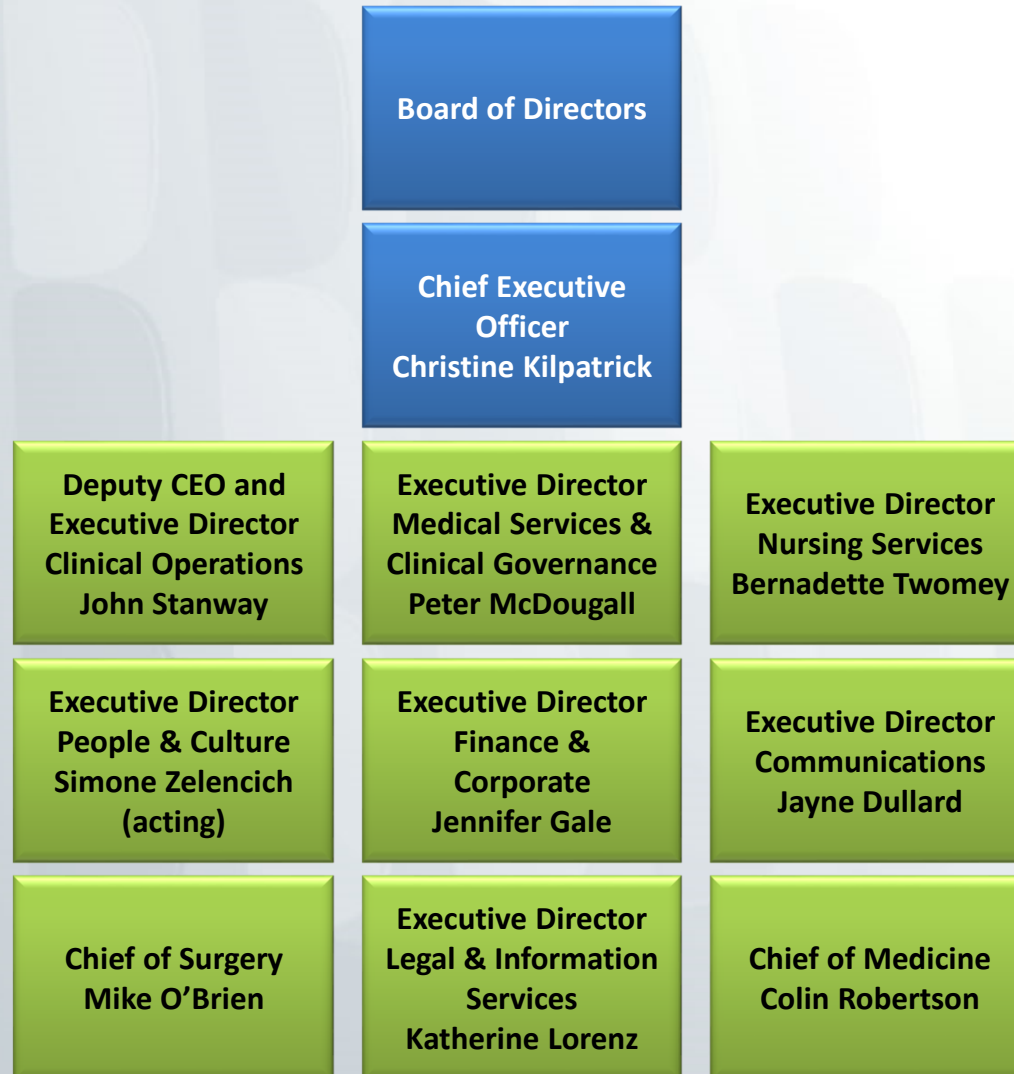 Board of Directors
Chief Executive
Officer
Christine Kilpatrick
Deputy CEO and
Executive Director
Clinical Operations
John Stanway
Executive Director
Medical Services &
Clinical Governance
Peter McDougall
Executive Director
Nursing Services
Bernadette Twomey
Executive Director
People & Culture
Simone Zelencich
(acting)
Executive Director
Finance &
Corporate
Jennifer Gale
Executive Director
Communications
Jayne Dullard
Chief of Surgery
Mike O’Brien
Executive Director
Legal & Information
Services
Katherine Lorenz
Chief of Medicine
Colin Robertson